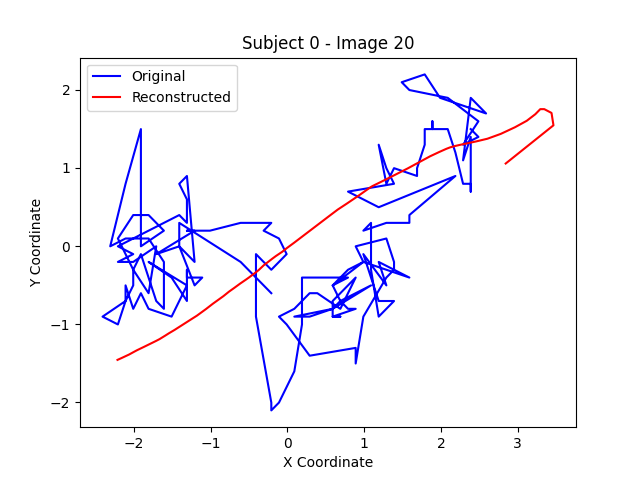 Subject 0 - Image 20
Original
Reconstructed
Y Coordinate
2
1
0
−1
−2
−2
−1
0
1
2
3
X Coordinate